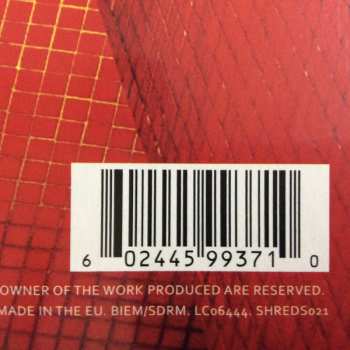 6 02445 99371 0
OWNER OF THE WORK PRODUCED ARE RESERVED.
MADE IN THE EU. BIEM/SDRM. LC06444. SHREDS021